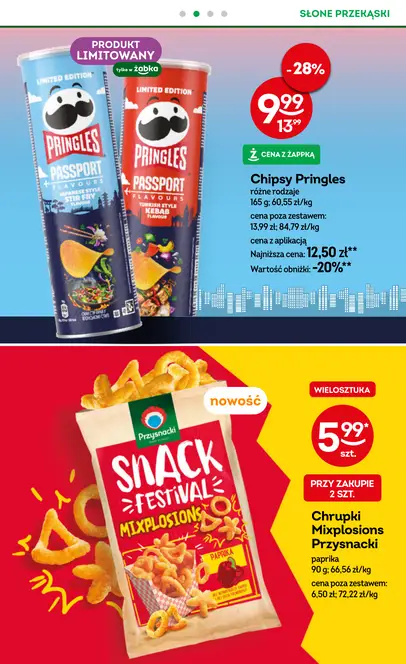 SŁONE PRZEKĄSKI
PRODUKT
LIMITOWANY
tylko w żabka
LIMITED EDITION
PRINGLES
PASSPORT
FLAVOURS
JAPANESE STYLE
STIR FRY
FLAVOUR
LIMITED EDITION
PRINGLES
PASSPORT
FLAVOURS
TURKISH STYLE
KEBAB
FLAVOUR
-28%
9,99
13,99
CENA Z ŻAPPKĄ
Chipsy Pringles
różne rodzaje
165 g; 60,55 zł/kg
cena poza zestawem:
13,99 zł; 84,79 zł/kg
cena z aplikacją
Najniższa cena: 12,50 zł**
Wartość obniżki: -20%**
nowość
Przysnacki
SNACK
FESTIVAL
MIXPLOSIONS
PAPRYKA
WIELOSZTUKA
5,99*
szt.
PRZY ZAKUPIE
2 SZT.
Chrupki
Mixplosions
Przysnacki
paprika
90 g; 66,56 zł/kg
cena poza zestawem:
6,50 zł; 72,22 zł/kg